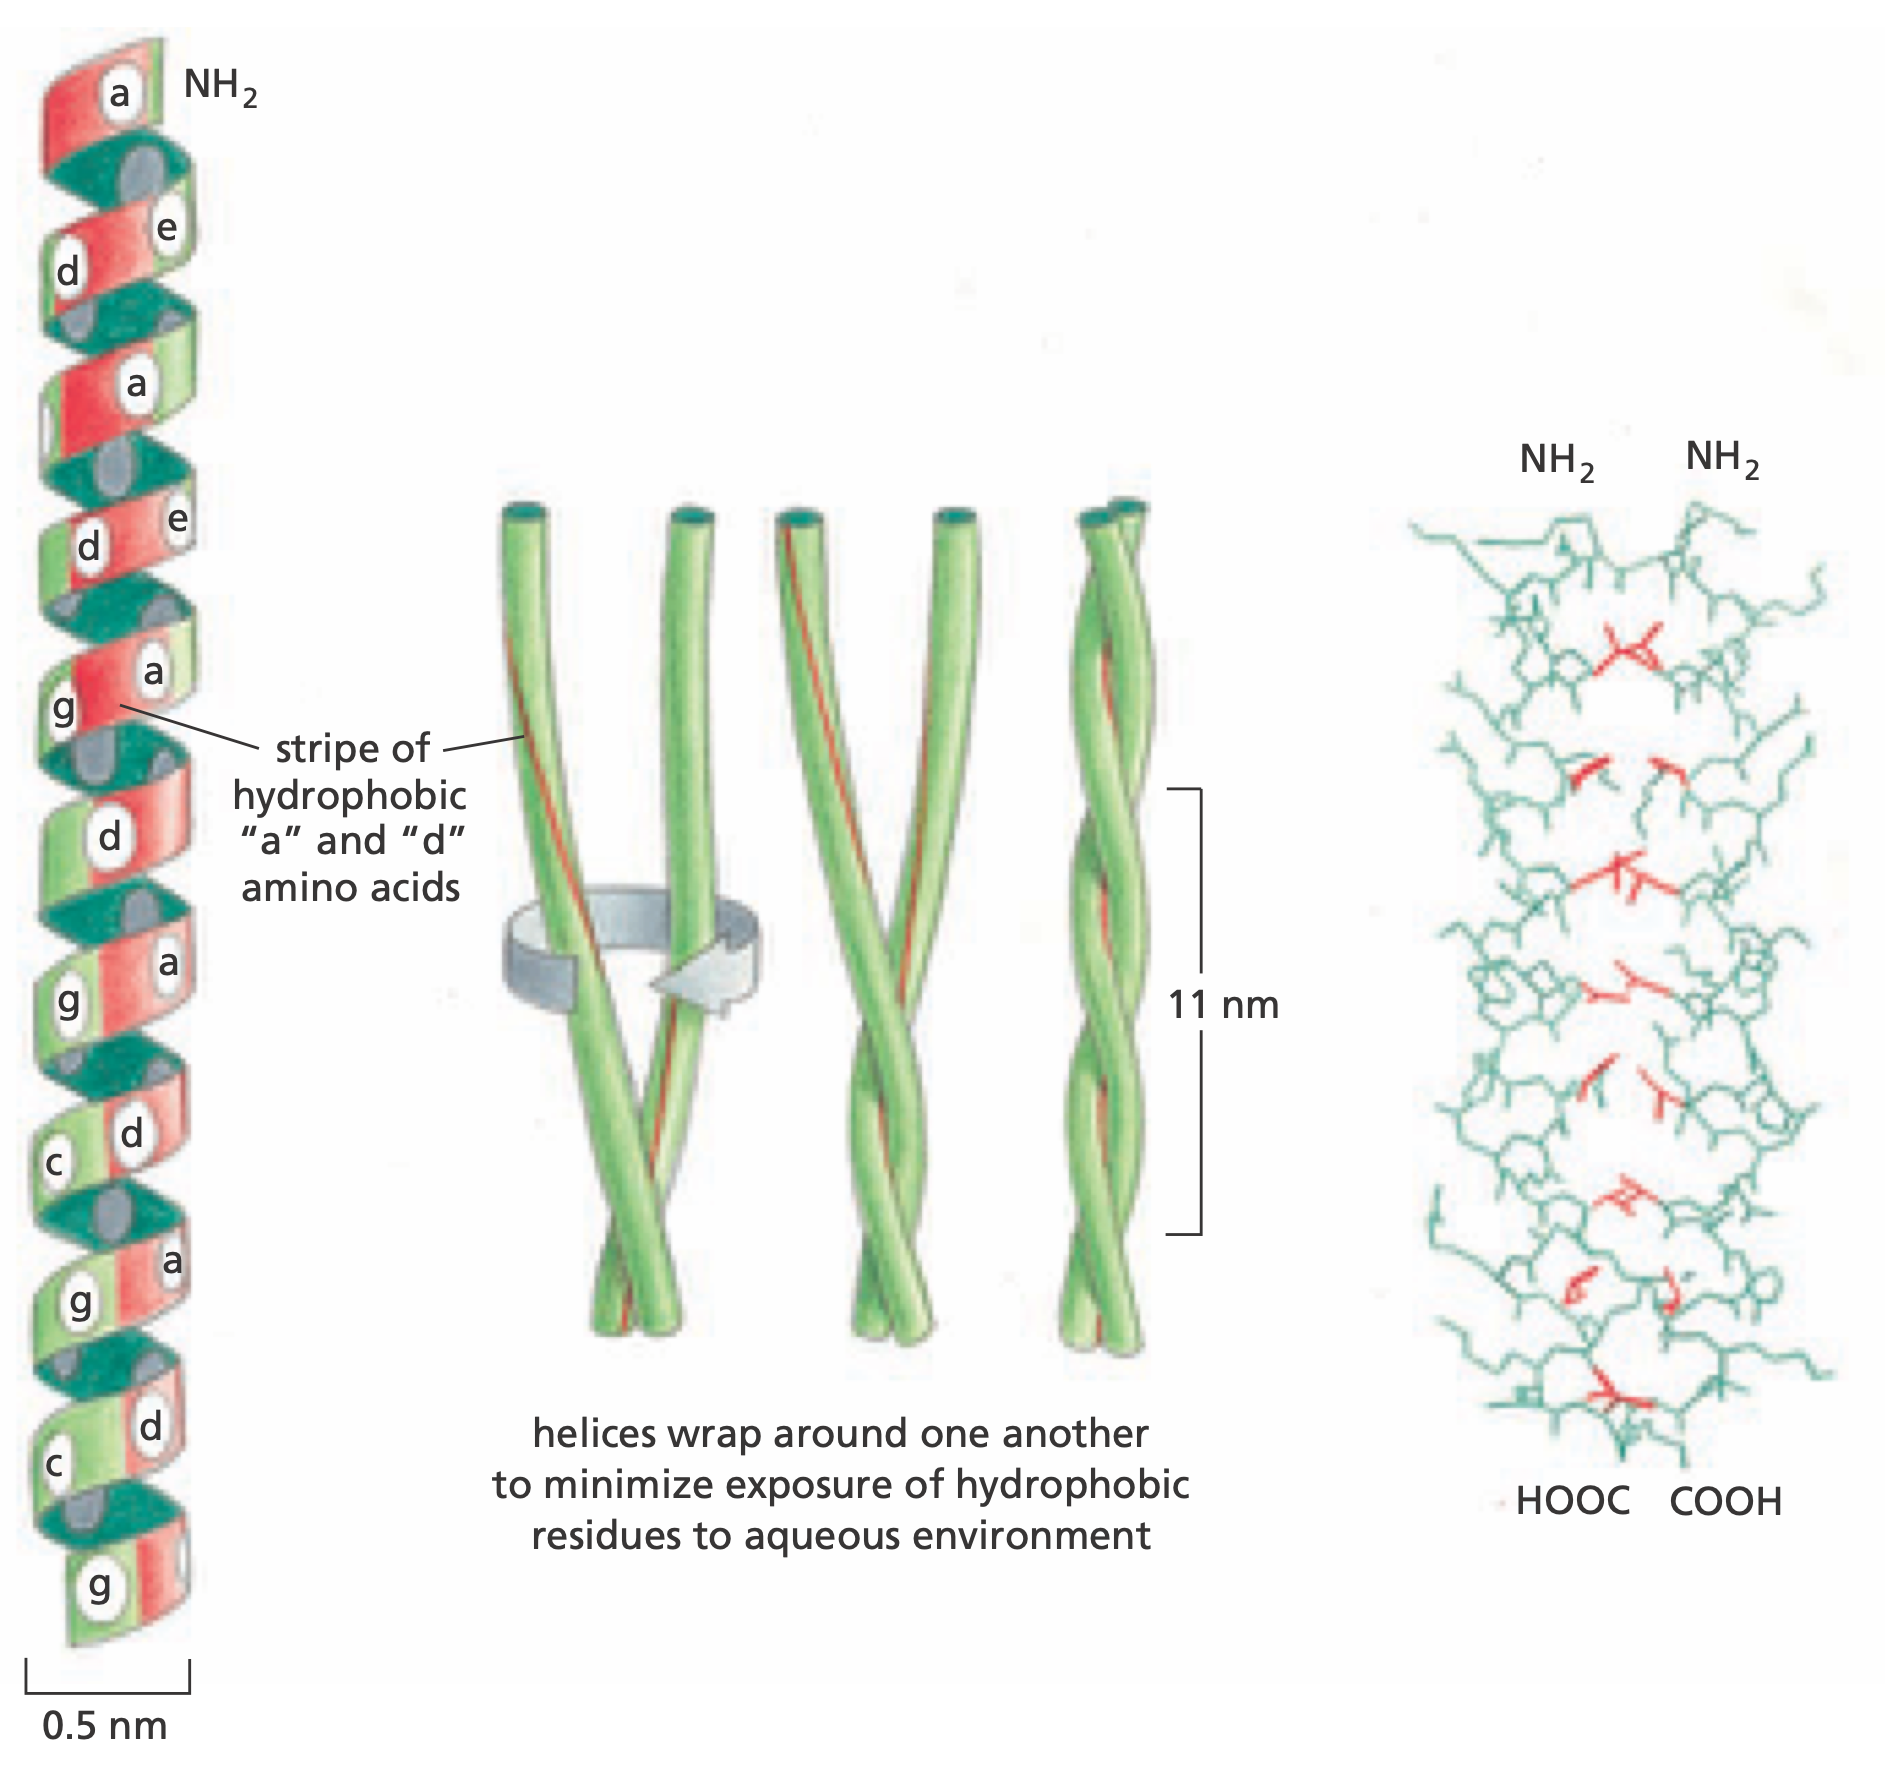 a
NH2
e
d
a
e
d
a
g
stripe of
hydrophobic
“a” and “d”
amino acids
d
a
g
d
c
a
g
d
c
g
0.5 nm
11 nm
helices wrap around one another
to minimize exposure of hydrophobic
residues to aqueous environment
NH2 NH2
HOOC COOH